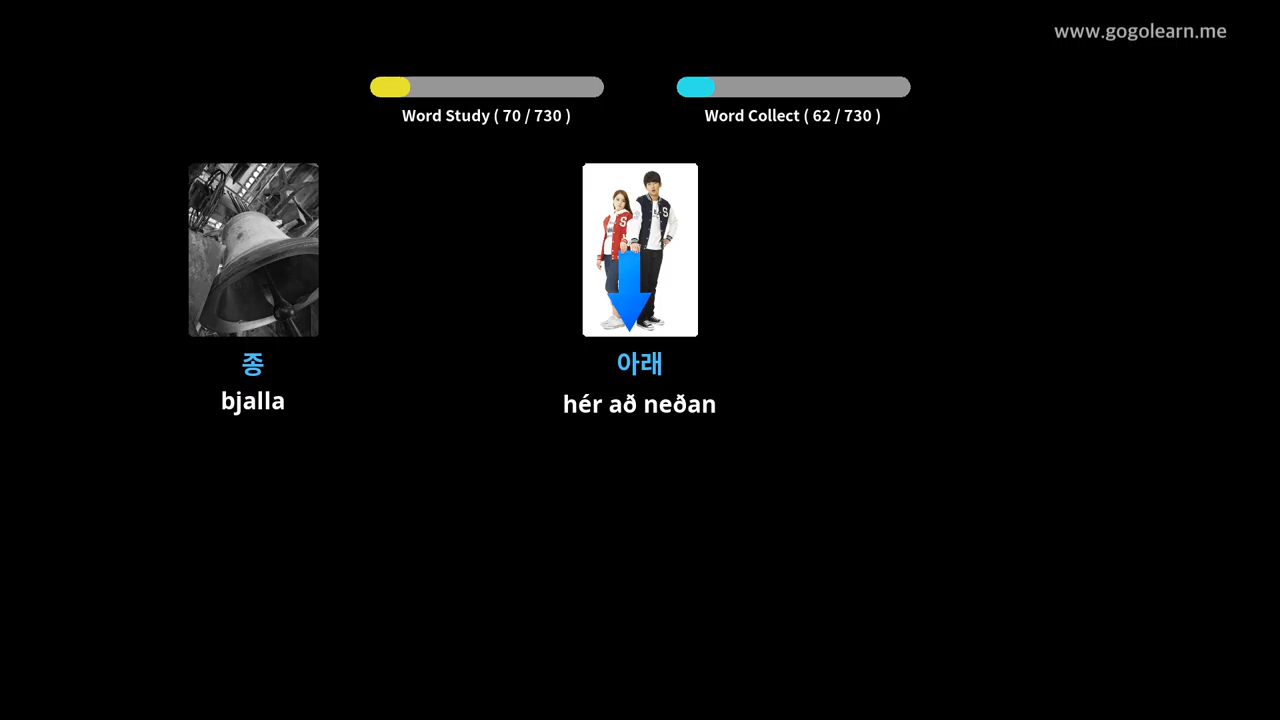 www.gogolearn.me
Word Study ( 70 / 730 )
Word Collect ( 62 / 730 )
종
bjalla
아래
hér að neðan